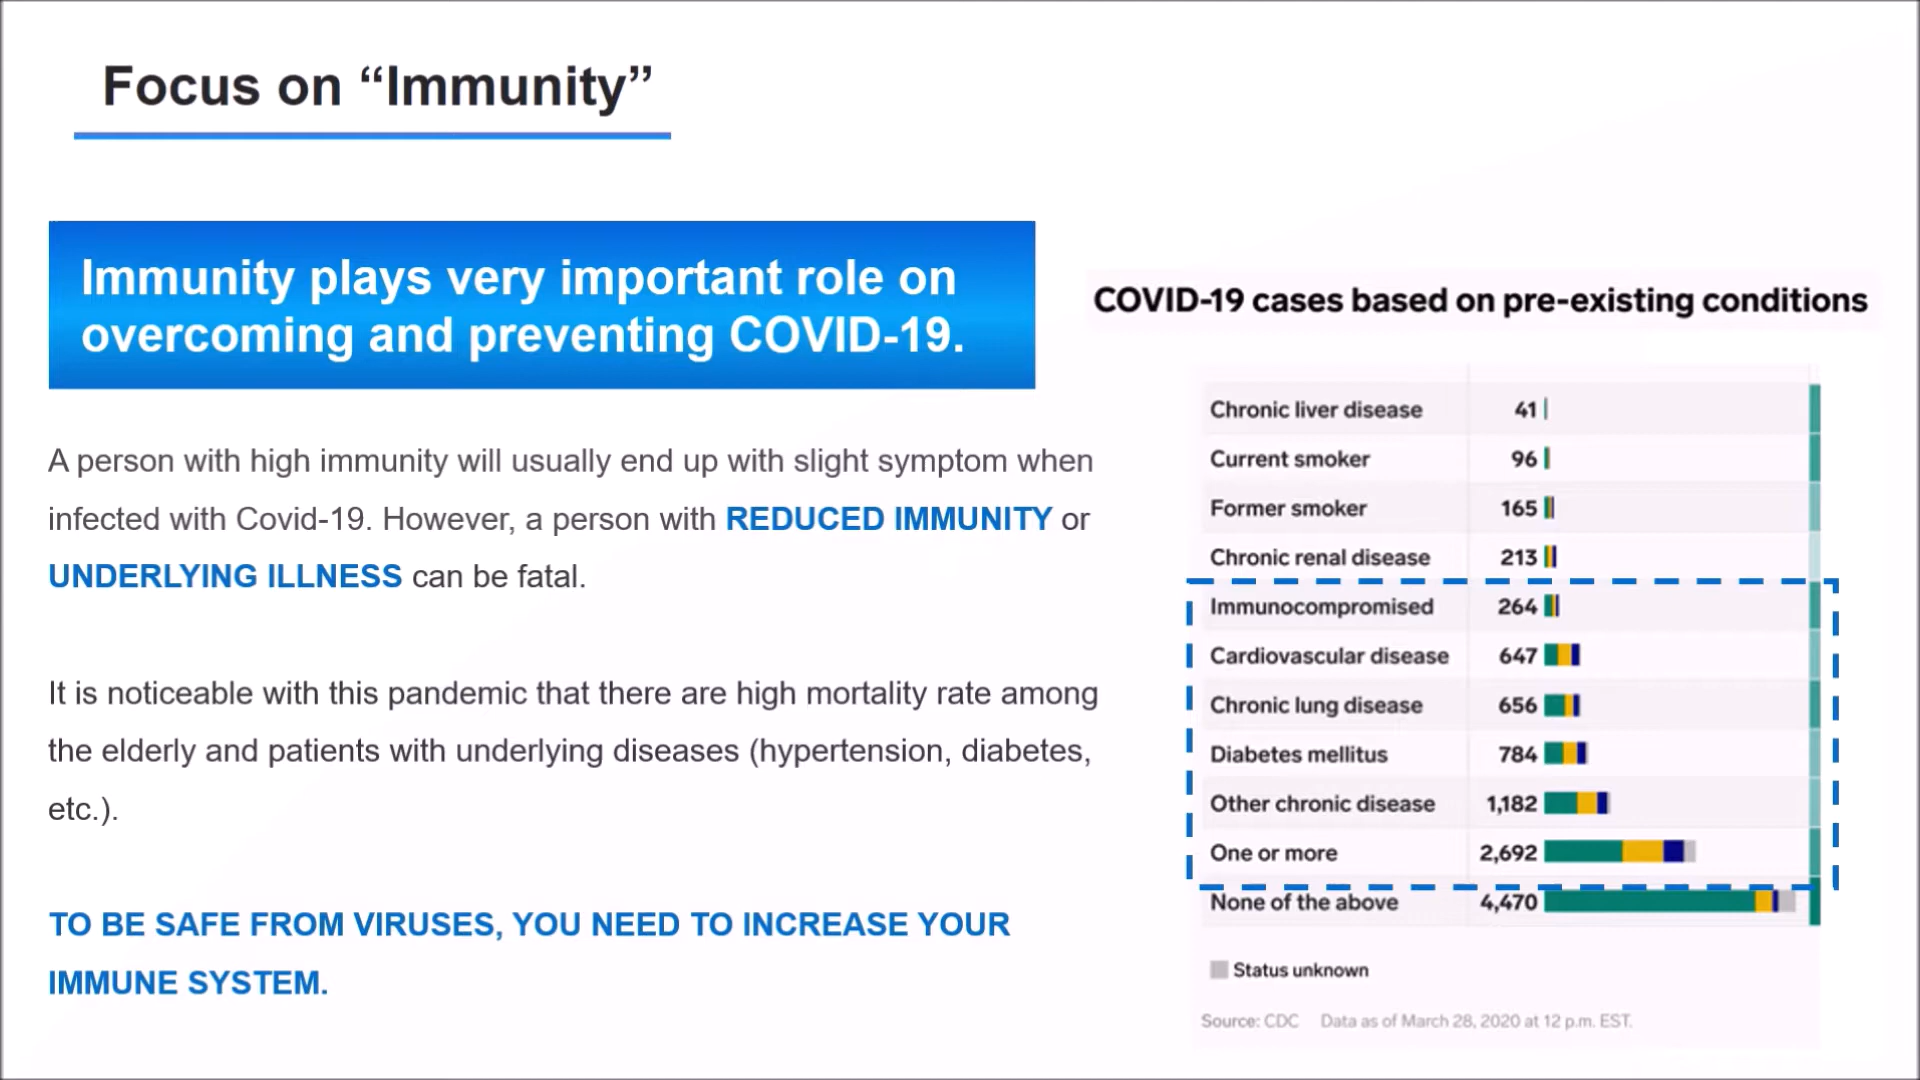 Focus on “Immunity”
Immunity plays very important role on
overcoming and preventing COVID-19.
A person with high immunity will usually end up with slight symptom when
infected with Covid-19. However, a person with REDUCED IMMUNITY or
UNDERLYING ILLNESS can be fatal.
It is noticeable with this pandemic that there are high mortality rate among
the elderly and patients with underlying diseases (hypertension, diabetes,
etc.).
TO BE SAFE FROM VIRUSES, YOU NEED TO INCREASE YOUR
IMMUNE SYSTEM.
COVID-19 cases based on pre-existing conditions
Chronic liver disease 41
Current smoker 96
Former smoker 165
Chronic renal disease 213
Immunocompromised 264
Cardiovascular disease 647
Chronic lung disease 656
Diabetes mellitus 784
Other chronic disease 1,182
One or more 2,692
None of the above 4,470
Status unknown
Source: CDC Data as of March 28, 2020 at 12 p.m. EST.